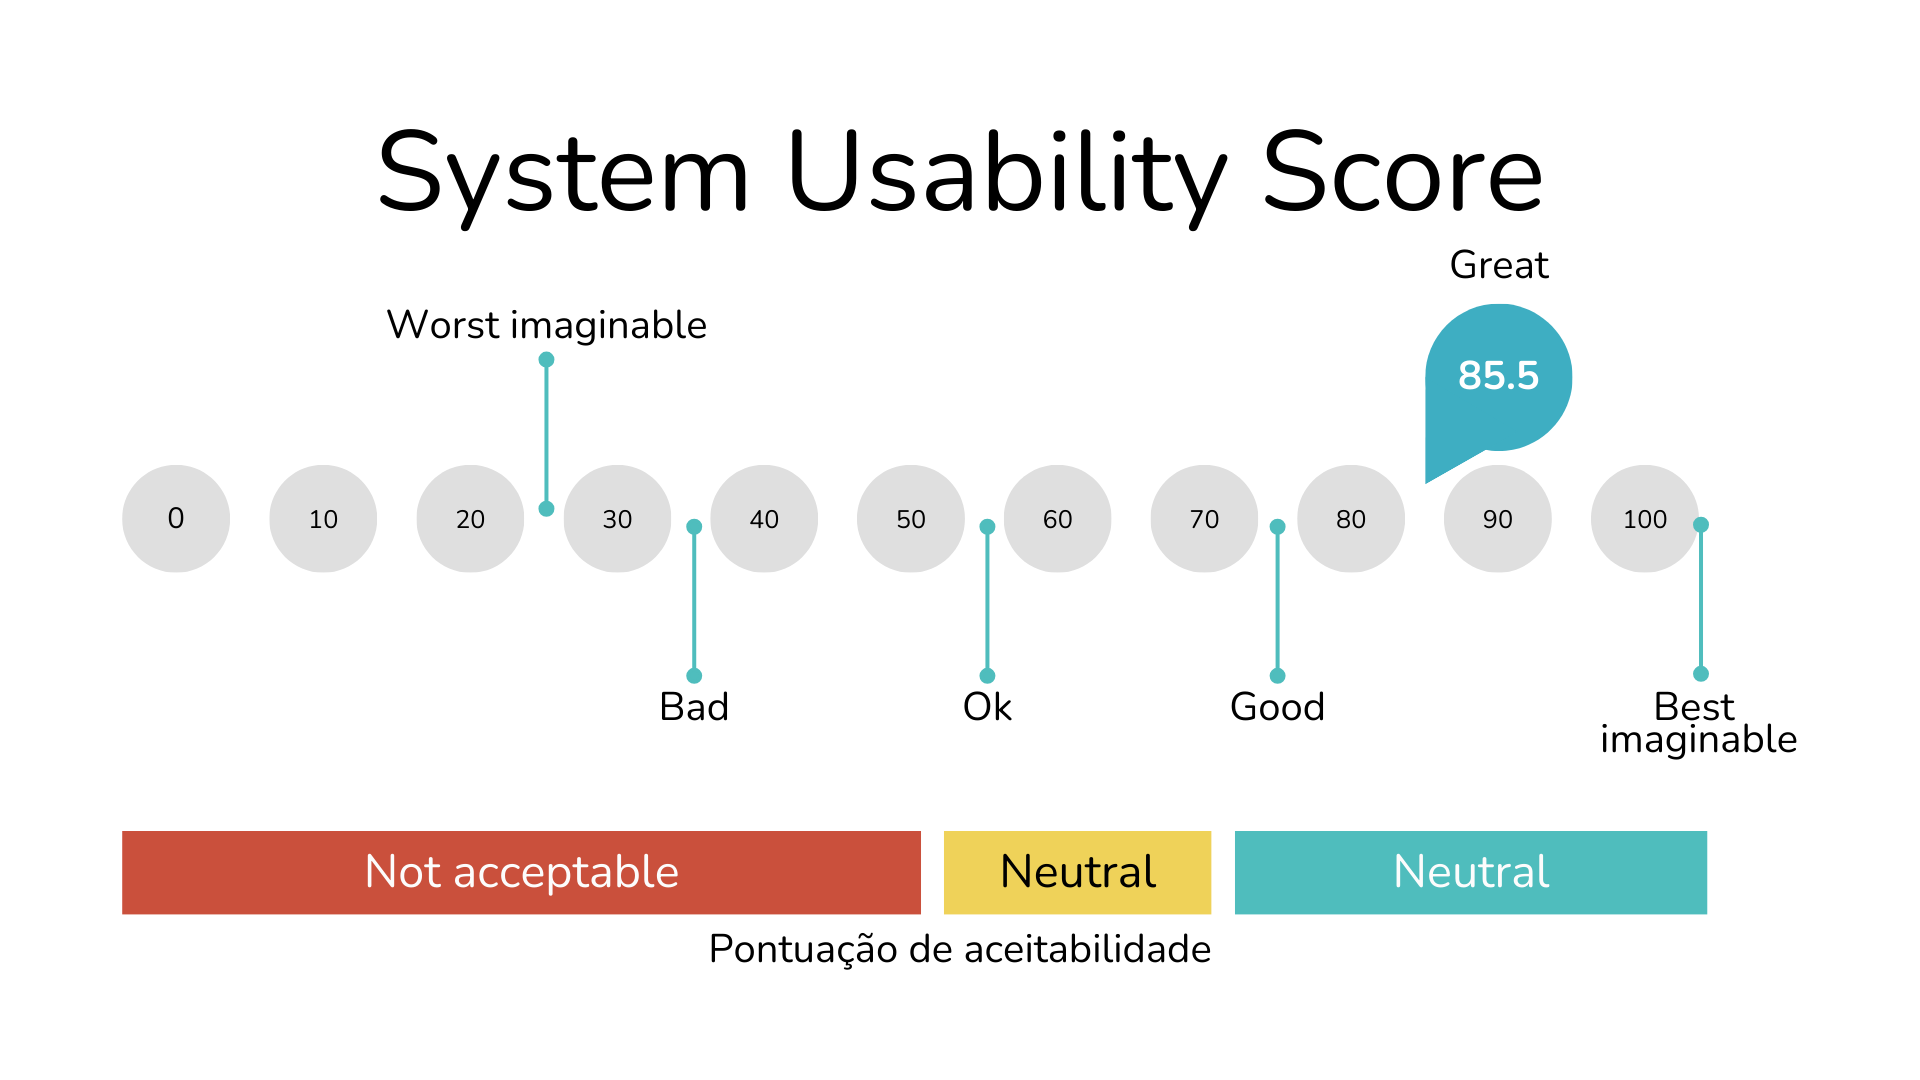 System Usability Score
Great
Worst imaginable
85.5
0 10 20 30 40 50 60 70 80 90 100
Bad Ok Good Best
imaginable
Not acceptable Neutral Neutral
Pontuação de aceitabilidade